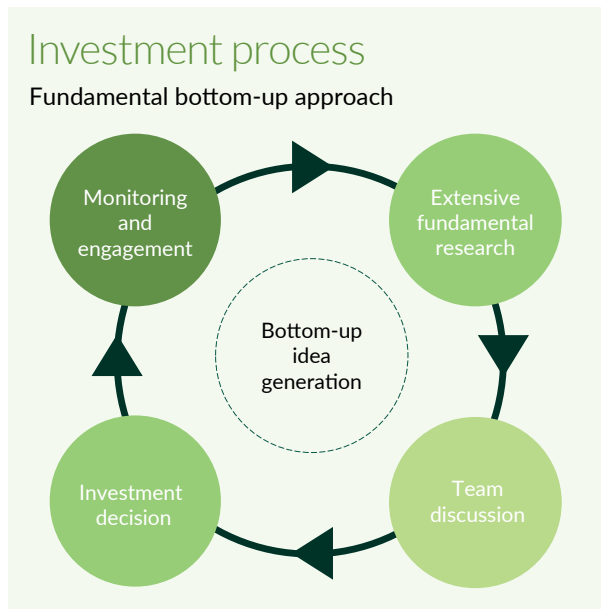 Investment process
Fundamental bottom-up approach
Monitoring
and
engagement
Extensive
fundamental
research
Bottom-up
idea
generation
Investment
decision
Team
discussion